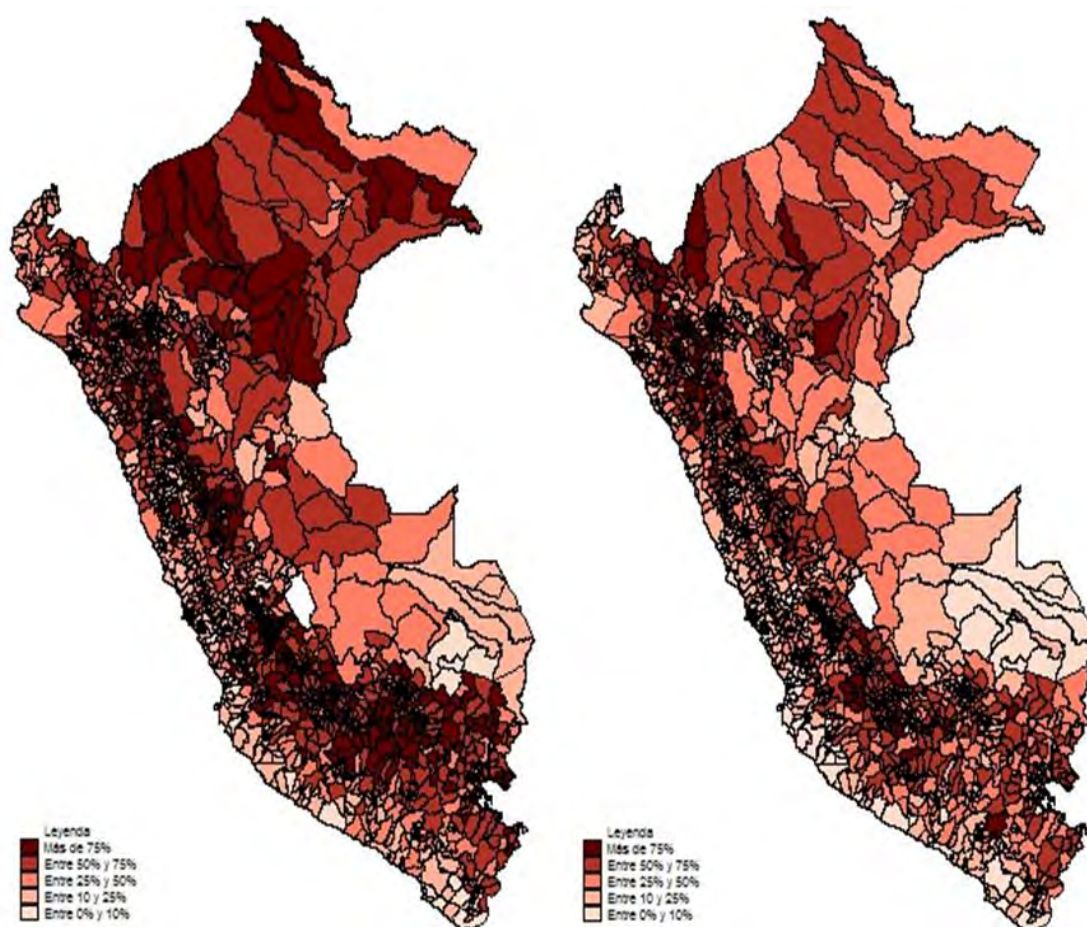 Leyenda
Más de 75%
Entre 50% y 75%
Entre 25% y 50%
Entre 10 y 25%
Entre 0% y 10%
Leyenda
Más de 75%
Entre 50% y 75%
Entre 25% y 50%
Entre 10 y 25%
Entre 0% y 10%